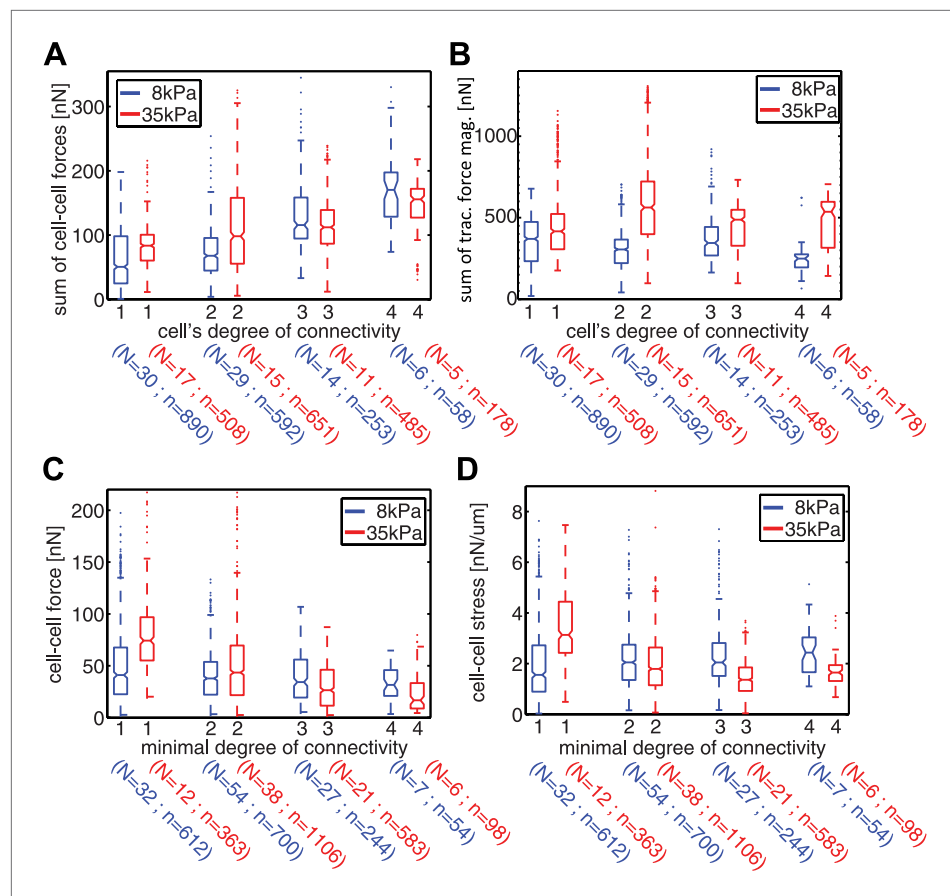 A
sum of cell-cell forces [nN]
300
200
100
0
8kPa
35kPa
1 1 2 2 3 3 4 4
cell's degree of connectivity
(N=30 ; n=890)
(N=17 ; n=508)
(N=29 ; n=592)
(N=15 ; n=651)
(N=14 ; n=253)
(N=11 ; n=485)
(N=6 ; n=58)
(N=5 ; n=178)
B
sum of trac. force mag. [nN]
1000
500
0
8kPa
35kPa
1 1 2 2 3 3 4 4
cell's degree of connectivity
(N=30 ; n=890)
(N=17 ; n=508)
(N=29 ; n=592)
(N=15 ; n=651)
(N=14 ; n=253)
(N=11 ; n=485)
(N=6 ; n=58)
(N=5 ; n=178)
C
cell-cell force [nN]
200
150
100
50
0
8kPa
35kPa
1 1 2 2 3 3 4 4
minimal degree of connectivity
(N=32 ; n=612)
(N=12 ; n=363)
(N=54 ; n=700)
(N=38 ; n=1106)
(N=27 ; n=244)
(N=21 ; n=583)
(N=7 ; n=54)
(N=6 ; n=98)
D
cell-cell stress [nN/um]
8
6
4
2
0
8kPa
35kPa
1 1 2 2 3 3 4 4
minimal degree of connectivity
(N=32 ; n=612)
(N=12 ; n=363)
(N=54 ; n=700)
(N=38 ; n=1106)
(N=27 ; n=244)
(N=21 ; n=583)
(N=7 ; n=54)
(N=6 ; n=98)